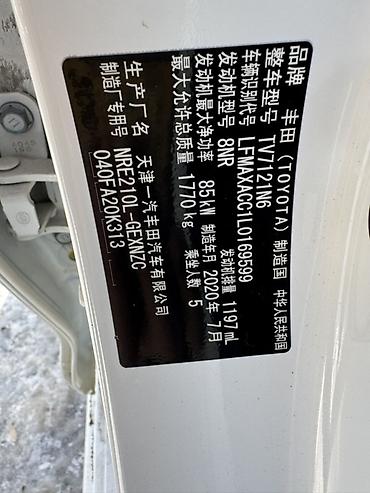 品牌 丰田 (TOYOTA) 制造国 中华人民共和国
整车型号 TV7121NG
车辆识别代号 LFMAXACC1L0169599
发动机型号 8NR 发动机排量 1197 mL
发动机最大净功率 85 kW 制造年月 2020年 7月
最大允许总质量 1770 kg 乘坐人数 5
生产厂名 天津一汽丰田汽车有限公司
制造厂专用号 NRE210L-GEXNZC
040FA20K313